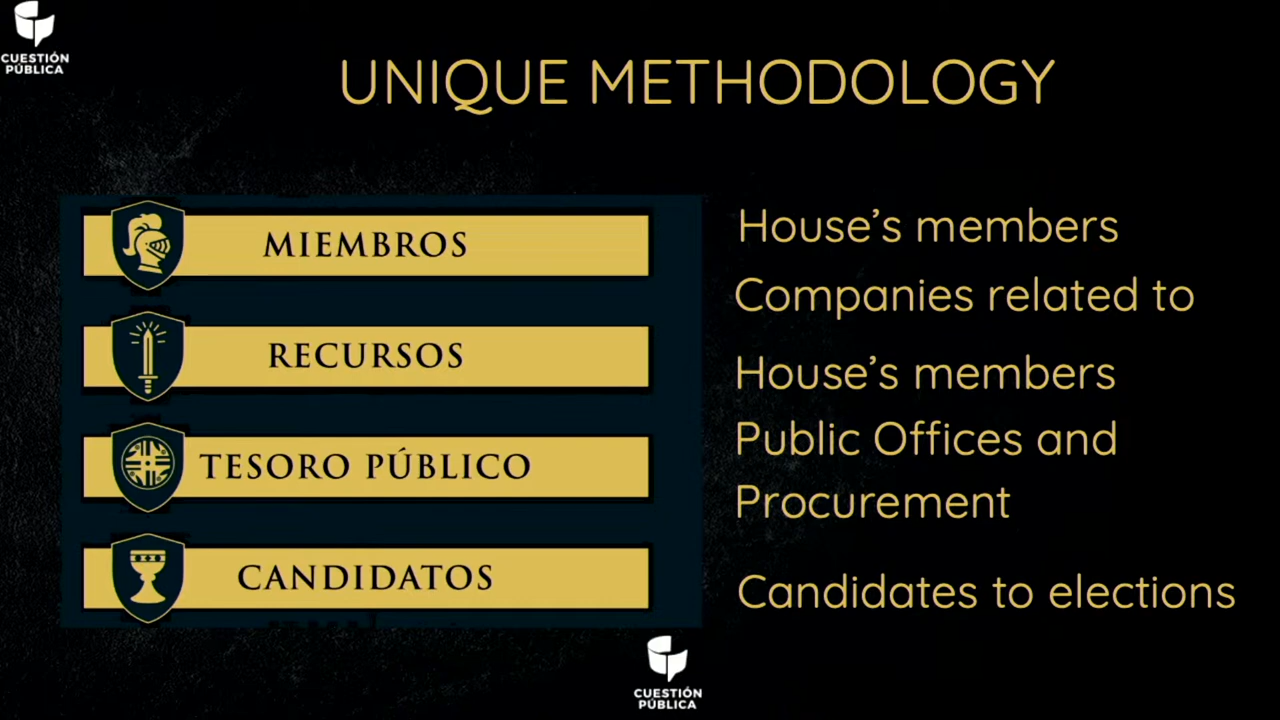 CUESTIÓN
PÚBLICA
UNIQUE METHODOLOGY
MIEMBROS
House’s members
RECURSOS
Companies related to
House’s members
TESORO PÚBLICO
Public Offices and
Procurement
CANDIDATOS
Candidates to elections
CUESTIÓN
PÚBLICA